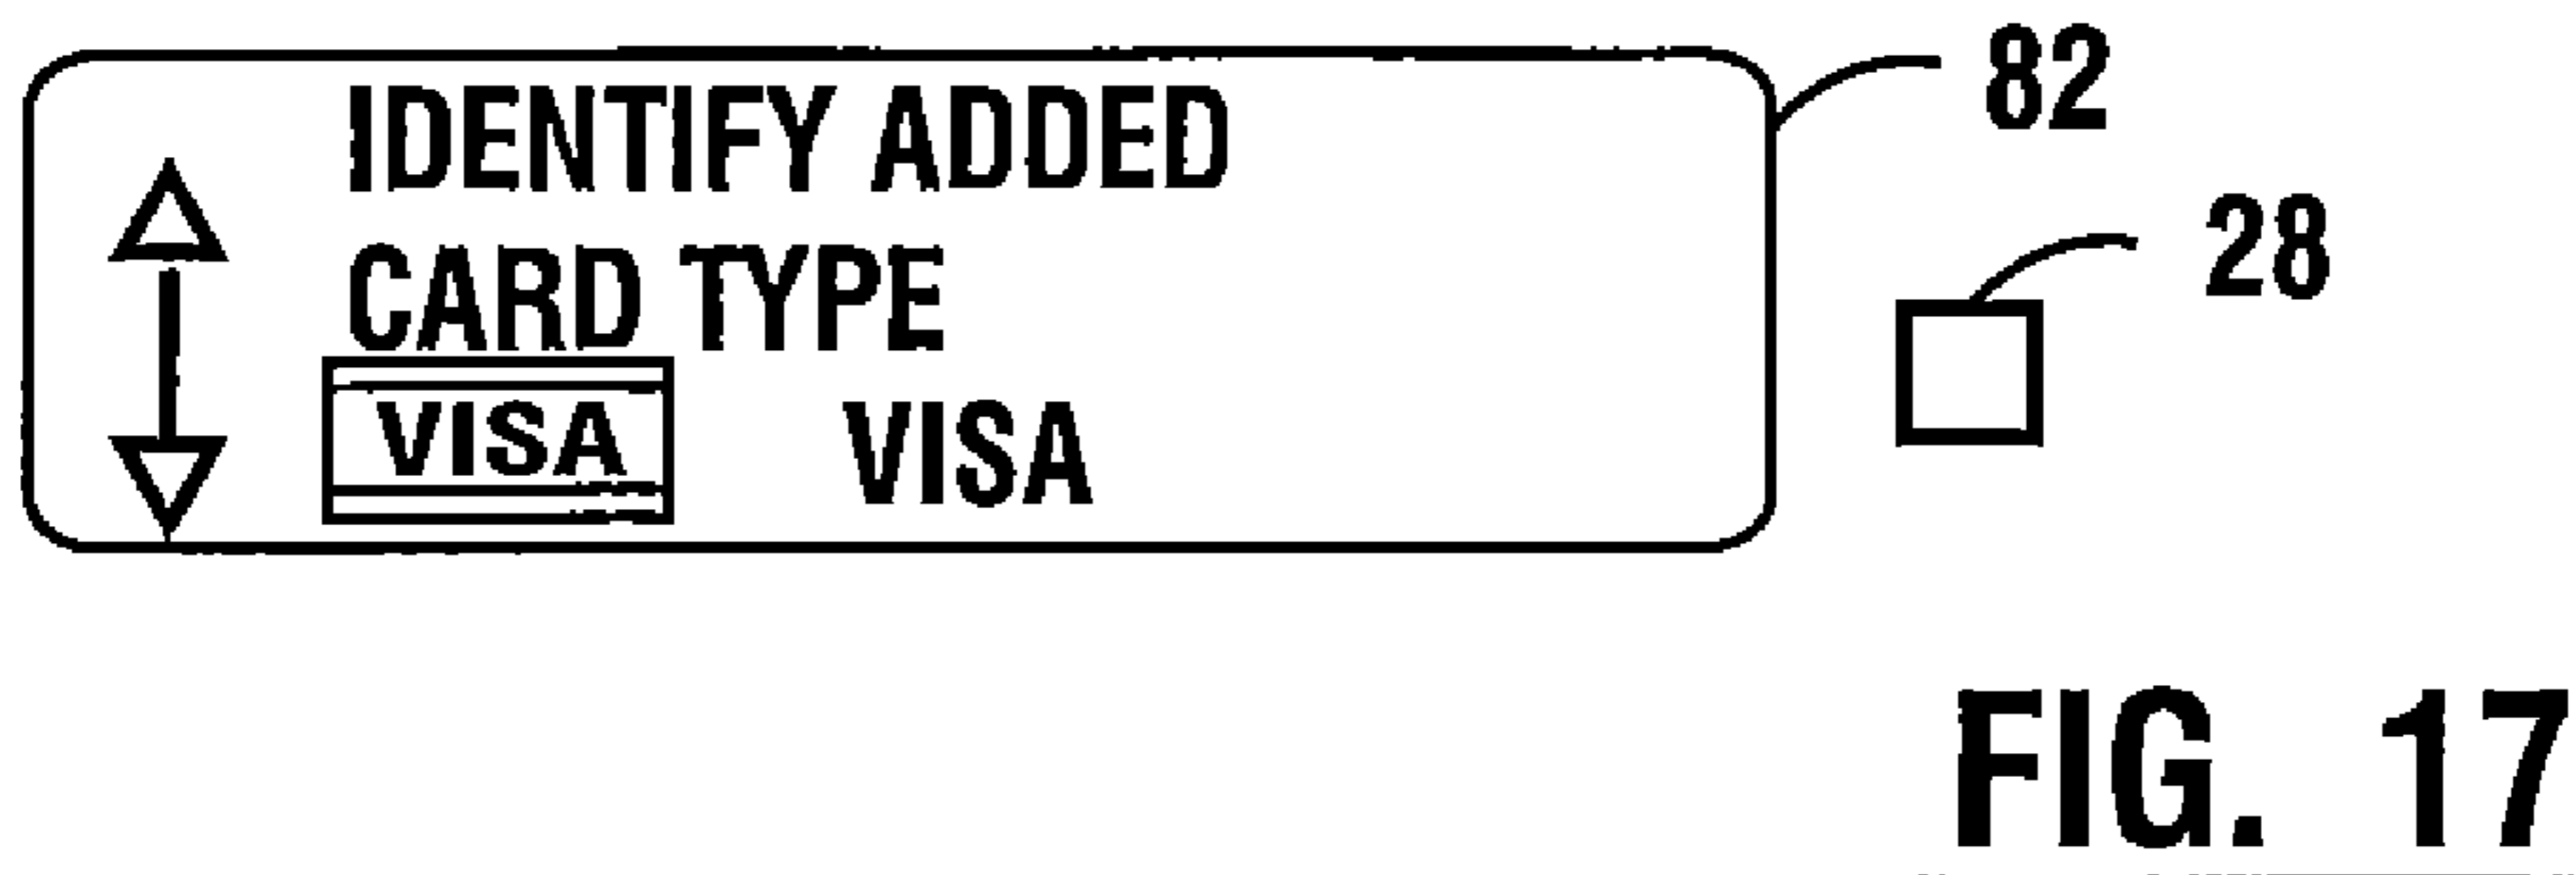 IDENTIFY ADDED
CARD TYPE
VISA VISA
82
28
FIG. 17